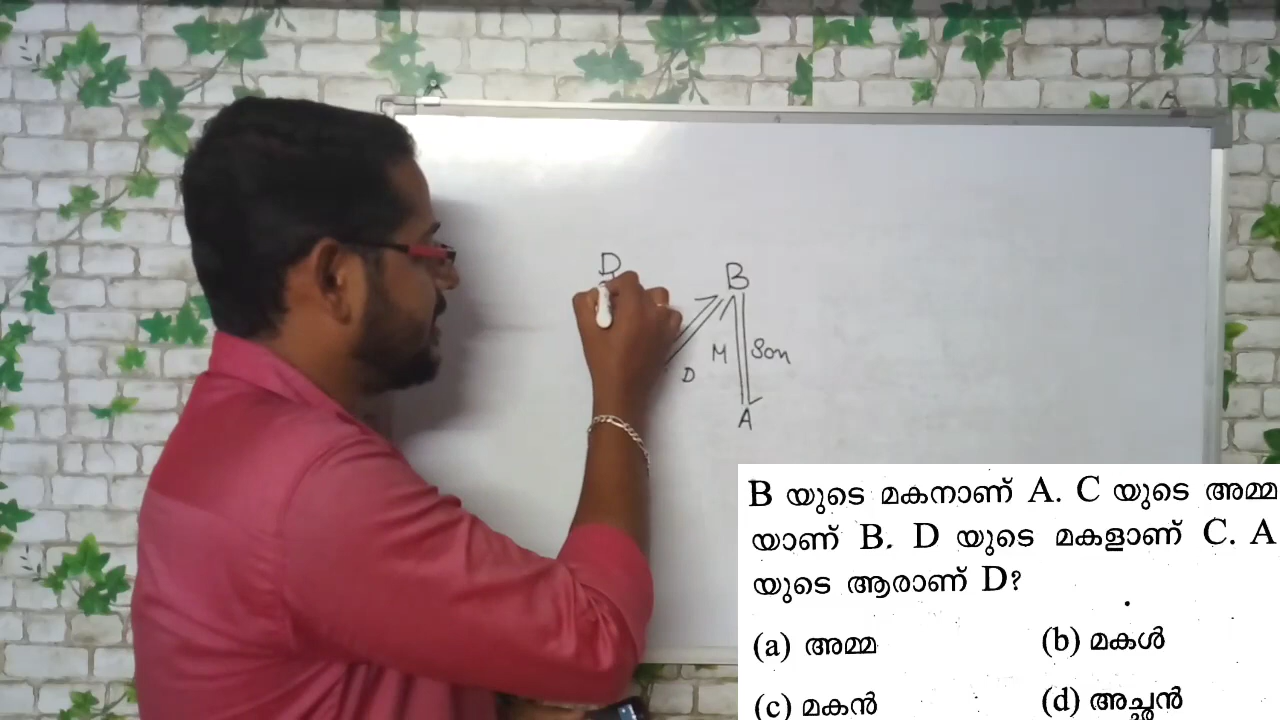 D
B
M
Son
D
A
B യുടെ മകനാണ് A. C യുടെ അമ്മ
യാണ് B. D യുടെ മകളാണ് C. A
യുടെ ആരാണ് D?
(a) അമ്മ (b) മകൾ
(c) മകൻ (d) അച്ഛൻ